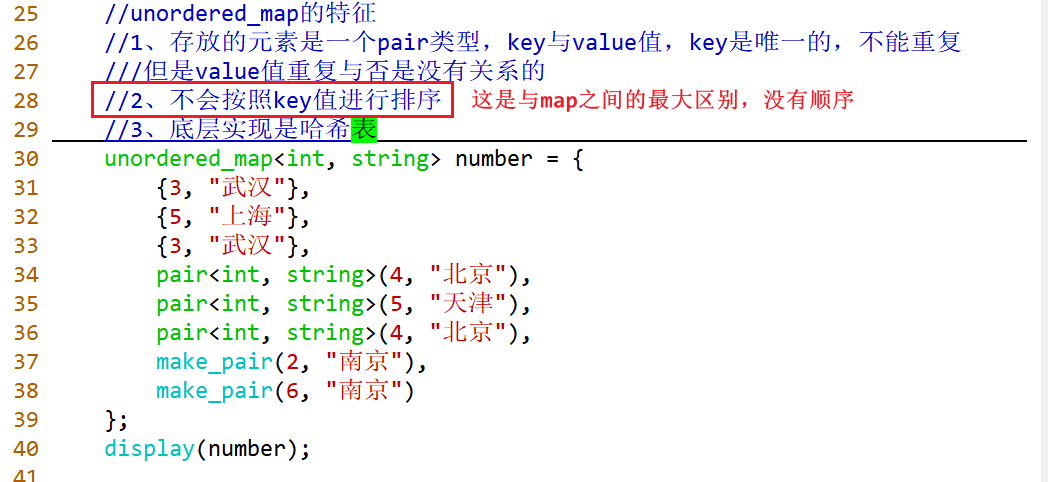 25 //unordered_map的特征
26 //1、存放的元素是一个pair类型，key与value值，key是唯一的，不能重复
27 ///但是value值重复与否是没有关系的
28 //2、不会按照key值进行排序 这是与map之间的最大区别，没有顺序
29 //3、底层实现是哈希表
30 unordered_map<int, string> number = {
31 {3, "武汉"},
32 {5, "上海"},
33 {3, "武汉"},
34 pair<int, string>(4, "北京"),
35 pair<int, string>(5, "天津"),
36 pair<int, string>(4, "北京"),
37 make_pair(2, "南京"),
38 make_pair(6, "南京")
39 };
40 display(number);
41